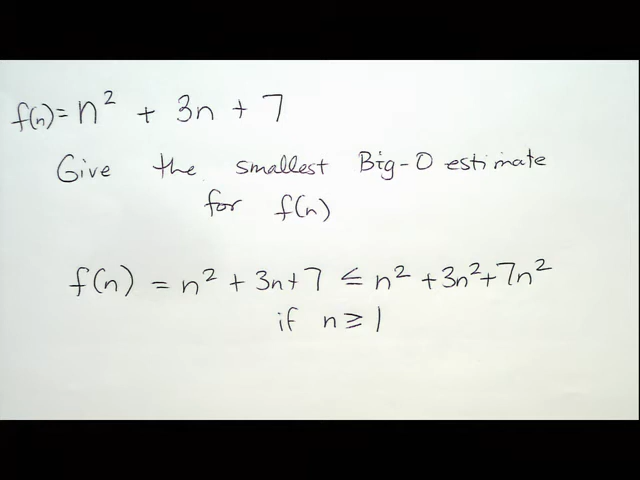 f(n) = n² + 3n + 7
Give the smallest Big-O estimate
for f(n)
f(n) = n² + 3n + 7 ≤ n² + 3n² + 7n²
if n ≥ 1